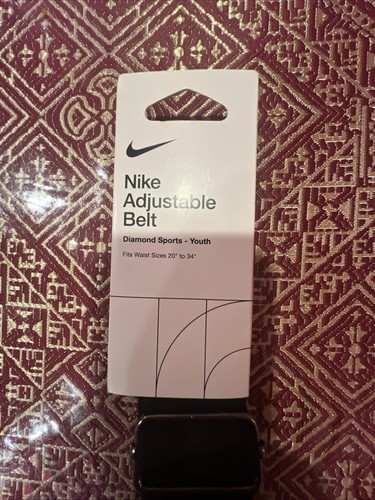 Nike
Adjustable
Belt
Diamond Sports - Youth
Fits Waist Sizes 20" to 34"